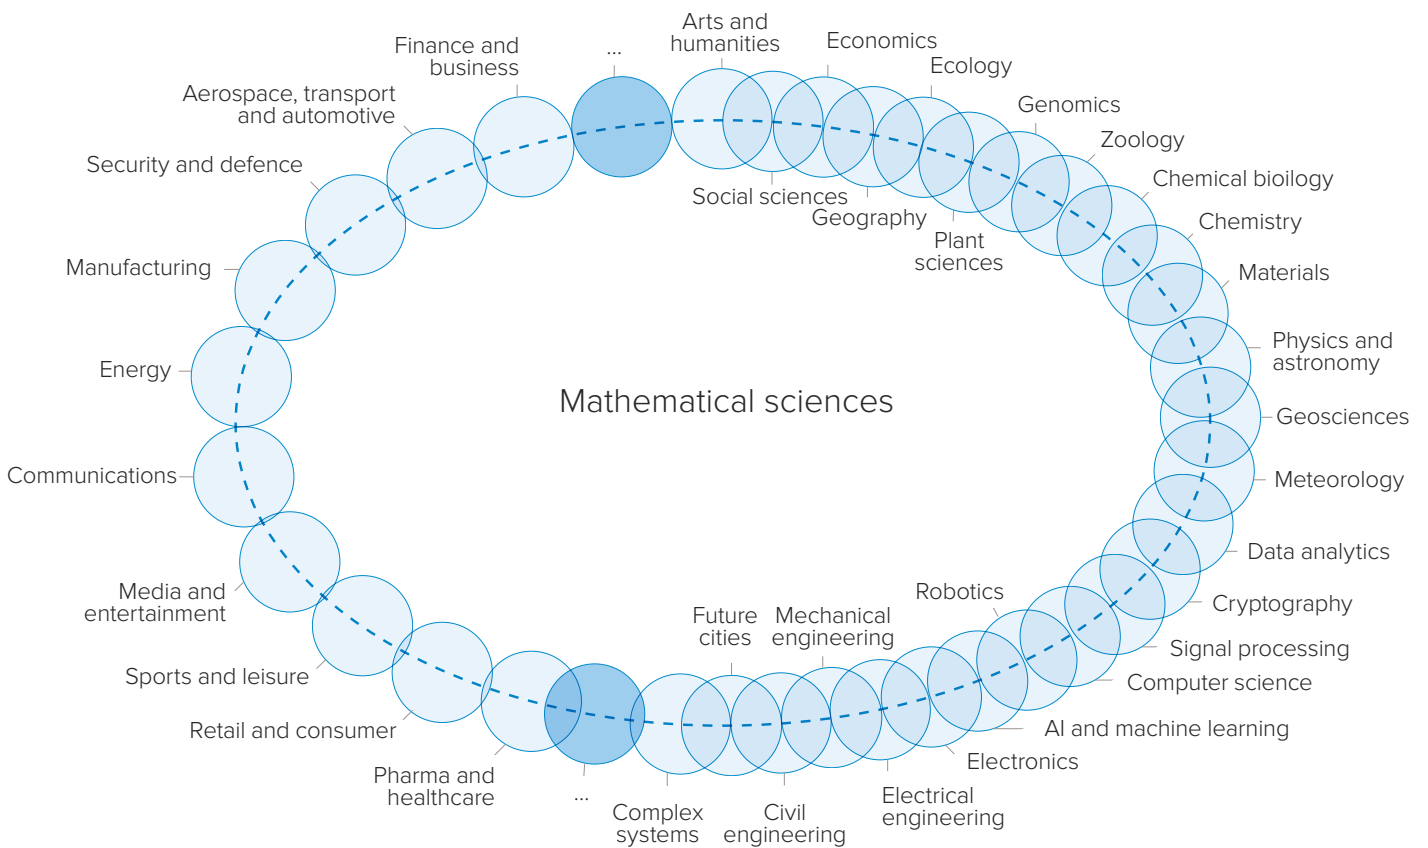 Arts and
humanities
Economics
Ecology
Genomics
Zoology
Chemical bioilogy
Chemistry
Materials
Physics and
astronomy
Geosciences
Meteorology
Data analytics
Cryptography
Signal processing
Computer science
AI and machine learning
Robotics
Electronics
Electrical
engineering
Mechanical
engineering
Civil
engineering
Future
cities
Complex
systems
...
Pharma and
healthcare
Retail and consumer
Sports and leisure
Media and
entertainment
Communications
Energy
Manufacturing
Security and defence
Aerospace, transport
and automotive
Finance and
business
...
Social sciences
Geography
Plant
sciences
Mathematical sciences